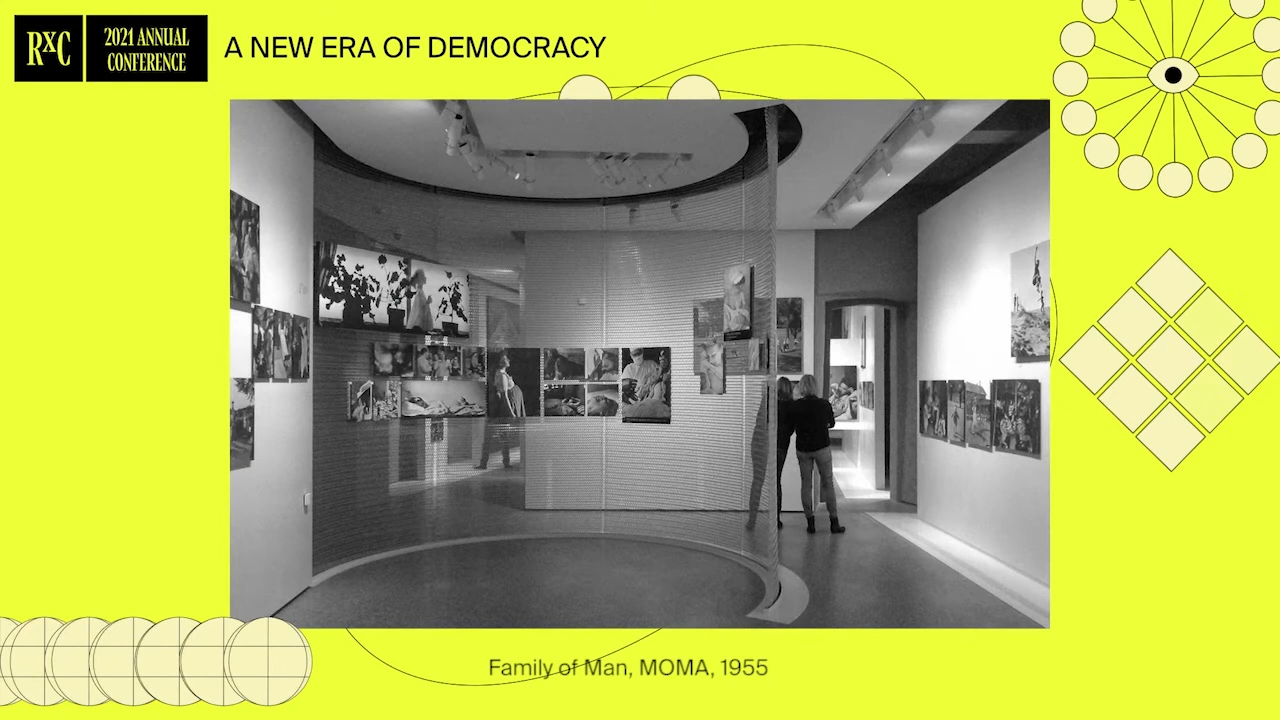 RxC
2021 ANNUAL
CONFERENCE
A NEW ERA OF DEMOCRACY
Family of Man, MOMA, 1955